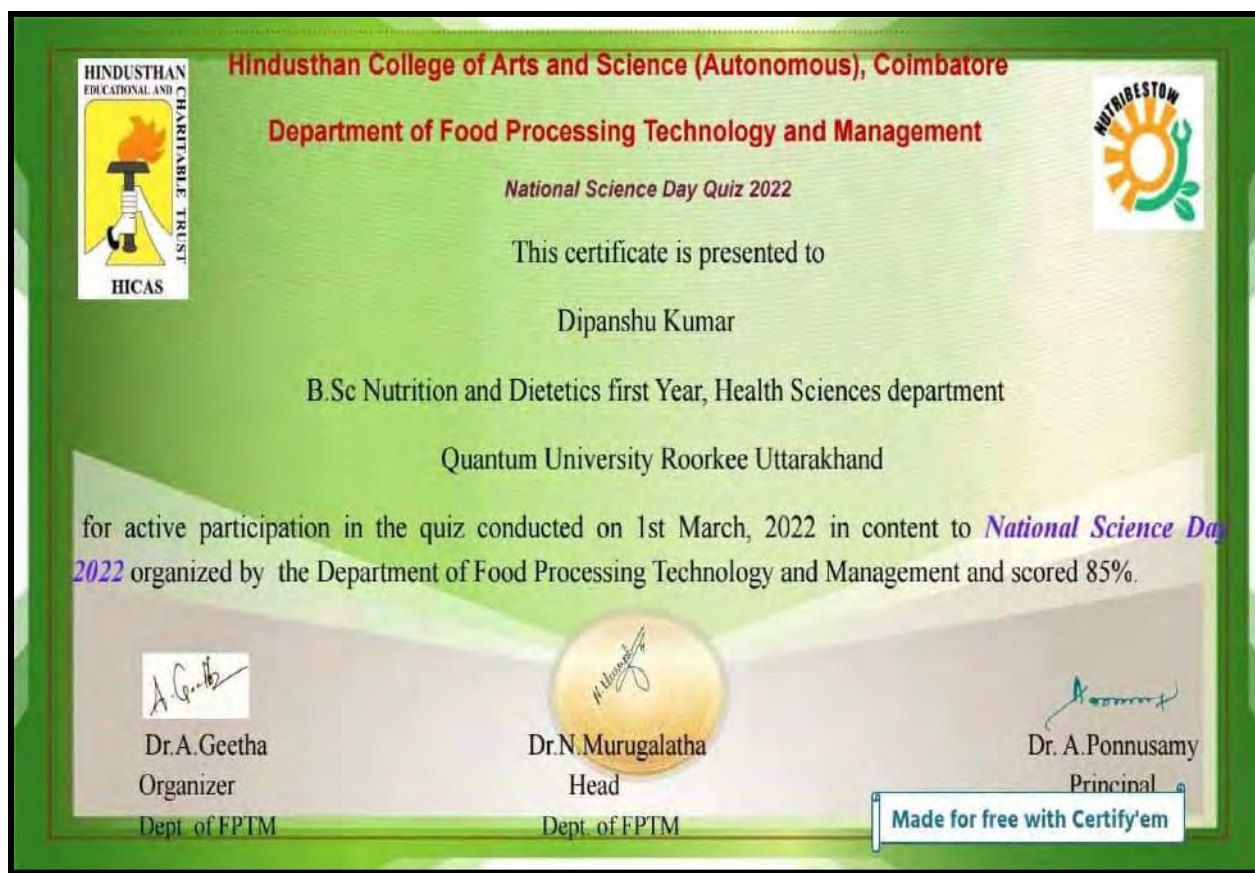 HINDUSTHAN
EDUCATIONAL AND
CHARITABLE TRUST
HICAS
Hindusthan College of Arts and Science (Autonomous), Coimbatore
NUTRIBESTOW
Department of Food Processing Technology and Management
National Science Day Quiz 2022
This certificate is presented to
Dipanshu Kumar
B.Sc Nutrition and Dietetics first Year, Health Sciences department
Quantum University Roorkee Uttarakhand
for active participation in the quiz conducted on 1st March, 2022 in content to National Science Day
2022 organized by the Department of Food Processing Technology and Management and scored 85%.
A. Geetha
Dr.A.Geetha
Dr.N.Murugalatha
Dr. A.Ponnusamy
Organizer
Head
Principal
Dept. of FPTM
Dept. of FPTM
Made for free with Certify'em